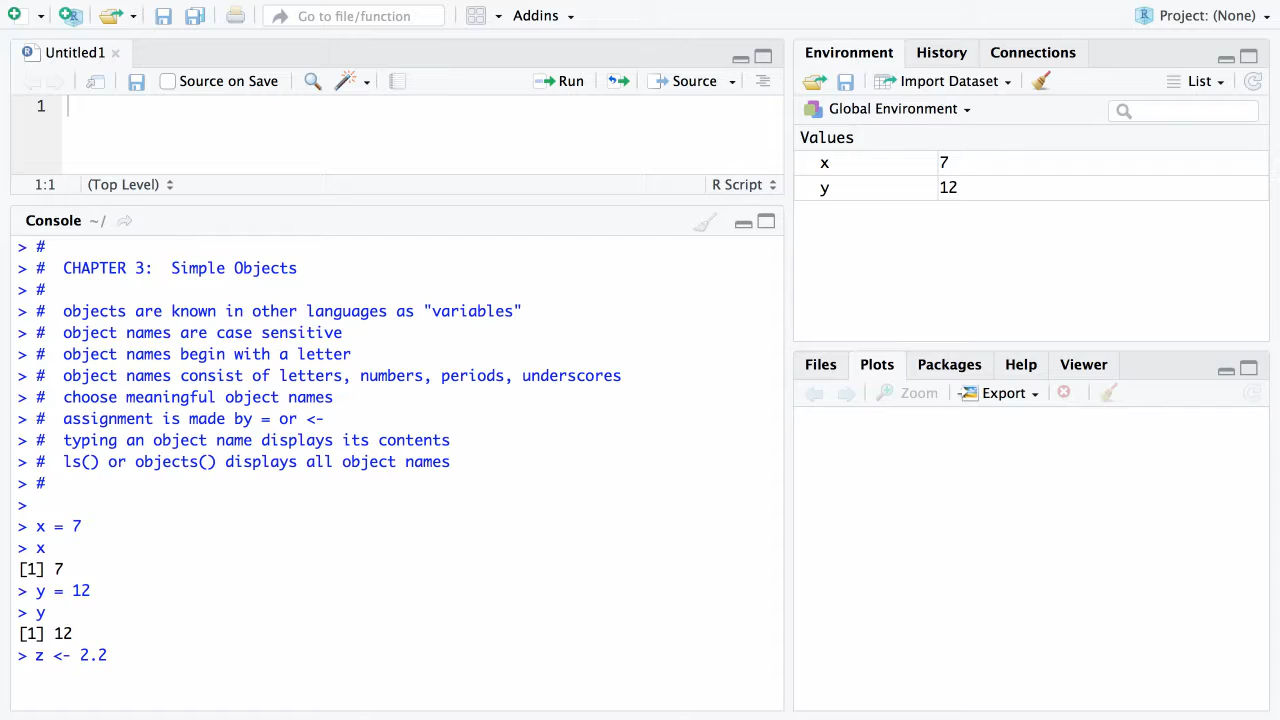 Go to file/function
Addins
Project: (None)
Untitled1
Source on Save
Run
Source
1
1:1
(Top Level)
R Script
Console ~/
> #
> #  CHAPTER 3:  Simple Objects
> #
> #  objects are known in other languages as "variables"
> #  object names are case sensitive
> #  object names begin with a letter
> #  object names consist of letters, numbers, periods, underscores
> #  choose meaningful object names
> #  assignment is made by = or <-
> #  typing an object name displays its contents
> #  ls() or objects() displays all object names
> #
>
> x = 7
> x
[1] 7
> y = 12
> y
[1] 12
> z <- 2.2
Environment History Connections
Import Dataset
List
Global Environment
Values
x 7
y 12
Files Plots Packages Help Viewer
Zoom Export